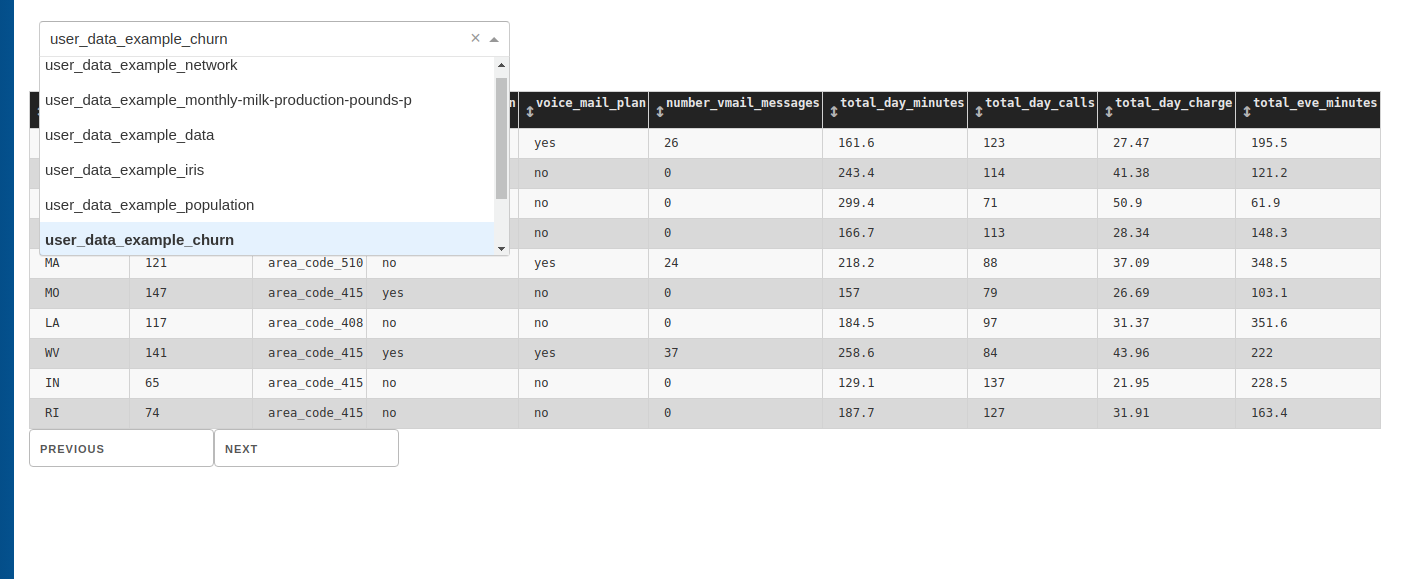 user_data_example_churn ×
user_data_example_network
user_data_example_monthly-milk-production-pounds-p
user_data_example_data
user_data_example_iris
user_data_example_population
user_data_example_churn
n voice_mail_plan number_vmail_messages total_day_minutes total_day_calls total_day_charge total_eve_minutes
yes 26 161.6 123 27.47 195.5
no 0 243.4 114 41.38 121.2
no 0 299.4 71 50.9 61.9
no 0 166.7 113 28.34 148.3
MA 121 area_code_510 no yes 24 218.2 88 37.09 348.5
MO 147 area_code_415 yes no 0 157 79 26.69 103.1
LA 117 area_code_408 no no 0 184.5 97 31.37 351.6
WV 141 area_code_415 yes yes 37 258.6 84 43.96 222
IN 65 area_code_415 no no 0 129.1 137 21.95 228.5
RI 74 area_code_415 no no 0 187.7 127 31.91 163.4
PREVIOUS NEXT